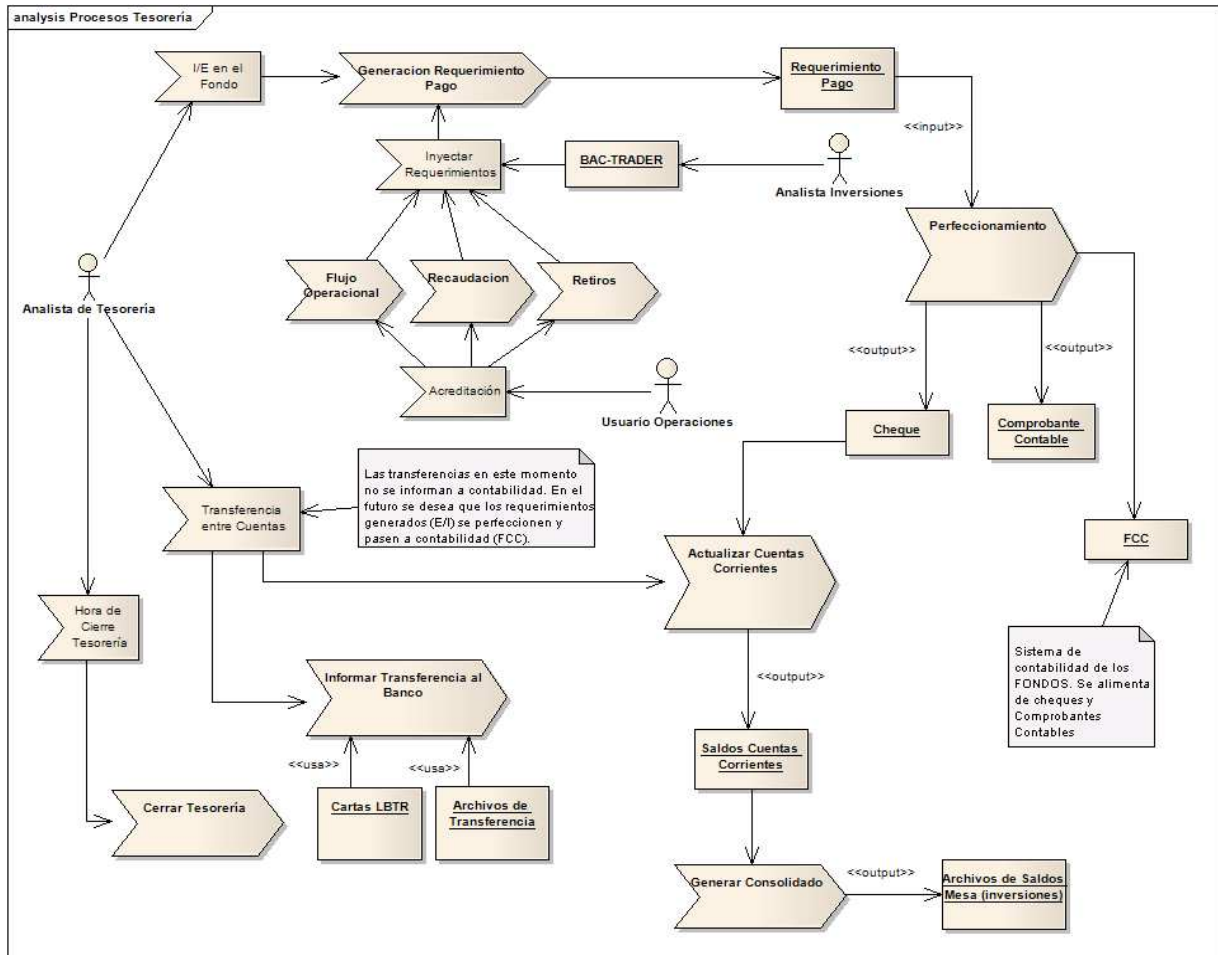 analysis Procesos Tesorería
I/E en el
Fondo
Generacion Requerimiento
Pago
Requerimiento
Pago
<<input>>
Inyectar
Requerimientos
BAC-TRADER
Analista Inversiones
Perfeccionamiento
Analista de Tesorería
Flujo
Operacional
Recaudacion
Retiros
<<output>>
<<output>>
Acreditación
Usuario Operaciones
Cheque
Comprobante
Contable
Las transferencias en este momento
no se informan a contabilidad. En el
futuro se desea que los requerimientos
generados (E/I) se perfeccionen y
pasen a contabilidad (FCC).
Transferencia
entre Cuentas
Actualizar Cuentas
Corrientes
FCC
Hora de
Cierre
Tesorería
Sistema de
contabilidad de los
FONDOS. Se alimenta
de cheques y
Comprobantes
Contables
Informar Transferencia al
Banco
<<output>>
<<usa>>
<<usa>>
Saldos Cuentas
Corrientes
Cerrar Tesorería
Cartas LBTR
Archivos de
Transferencia
Generar Consolidado
<<output>>
Archivos de Saldos
Mesa (inversiones)